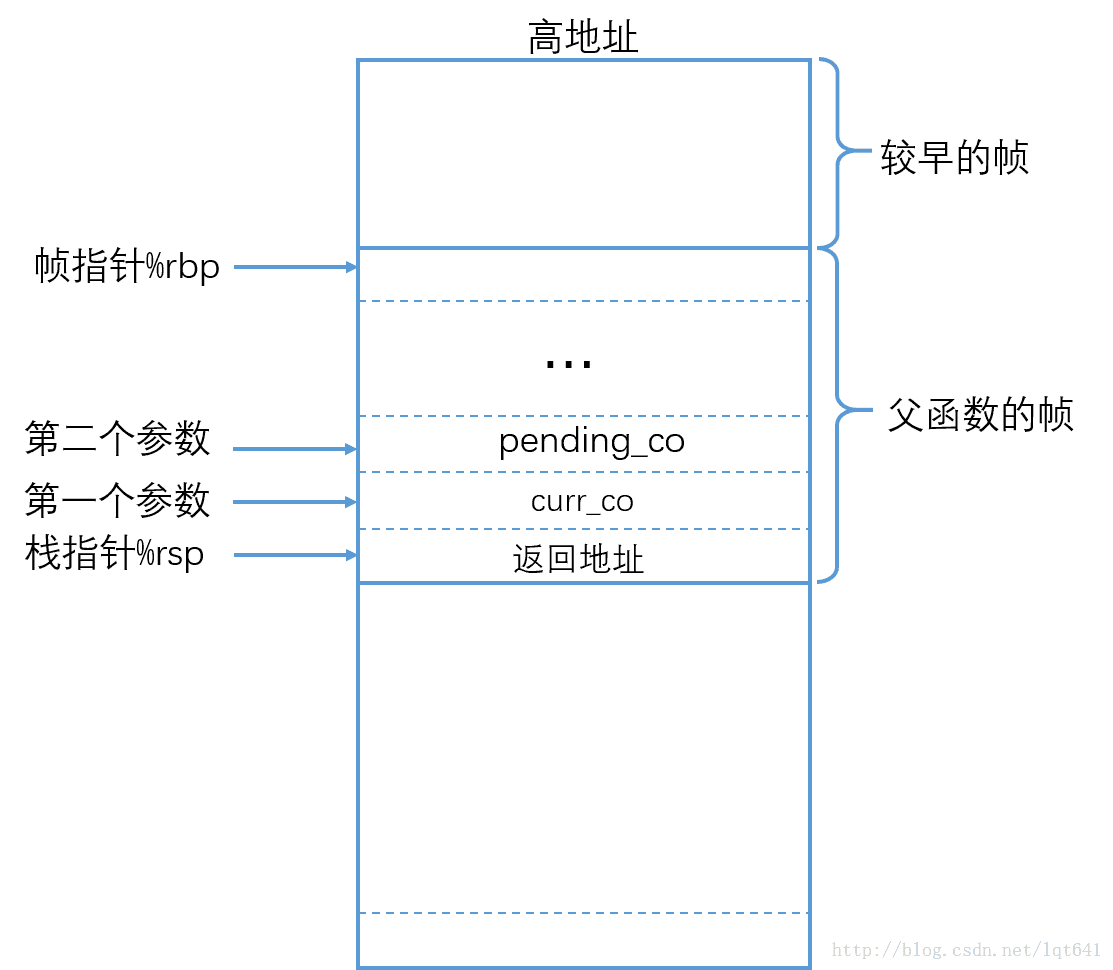 高地址
较早的帧
帧指针%rbp
...
父函数的帧
第二个参数
pending_co
第一个参数
curr_co
栈指针%rsp
返回地址
http://blog.csdn.net/lqt641